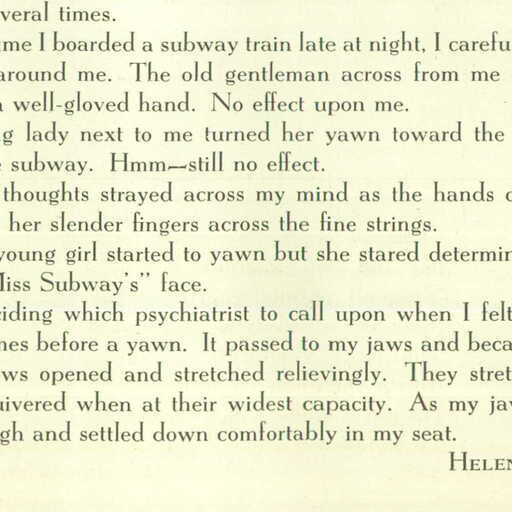 veral times.
me I boarded a subway train late at night, I carefu
around me. The old gentleman across from me
a well-gloved hand. No effect upon me.
g lady next to me turned her yawn toward the
e subway. Hmm—still no effect.
thoughts strayed across my mind as the hands o
her slender fingers across the fine strings.
young girl started to yawn but she stared determin
Miss Subway's" face.
iding which psychiatrist to call upon when I felt
mes before a yawn. It passed to my jaws and beca
ws opened and stretched relievingly. They stret
uivered when at their widest capacity. As my jaw
gh and settled down comfortably in my seat.
HELEN